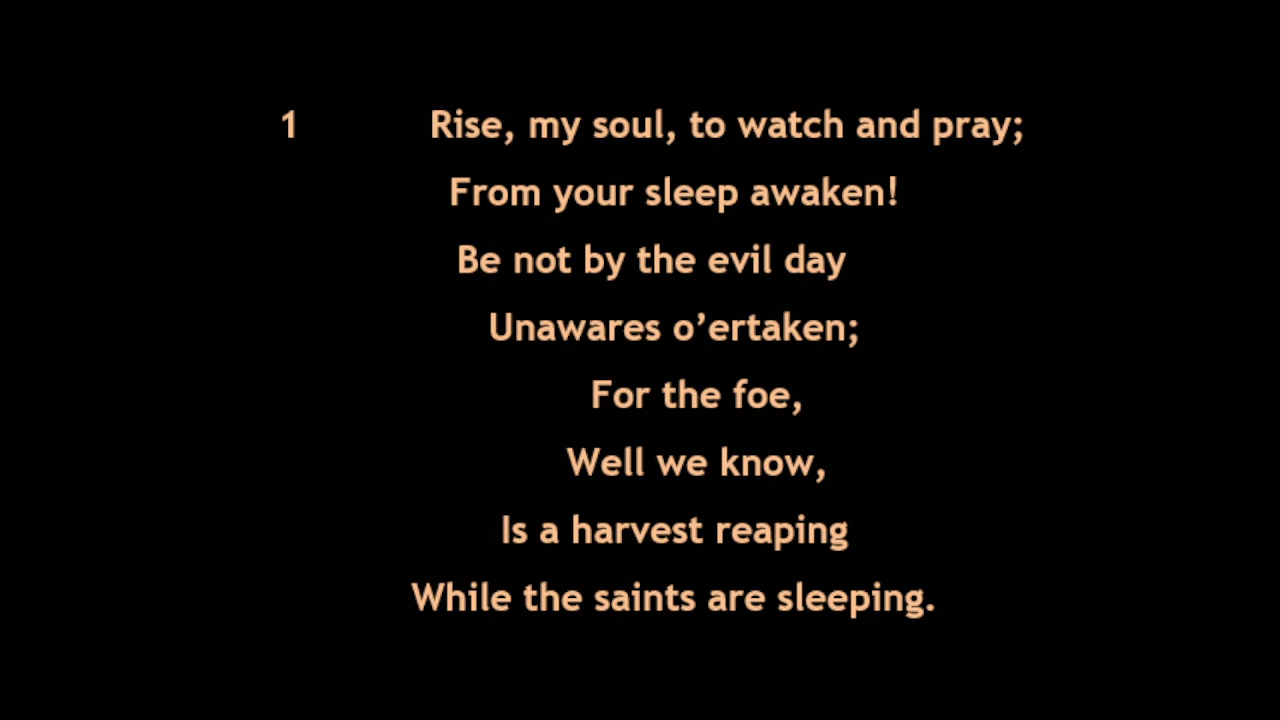 1 Rise, my soul, to watch and pray;
From your sleep awaken!
Be not by the evil day
Unawares o’ertaken;
For the foe,
Well we know,
Is a harvest reaping
While the saints are sleeping.